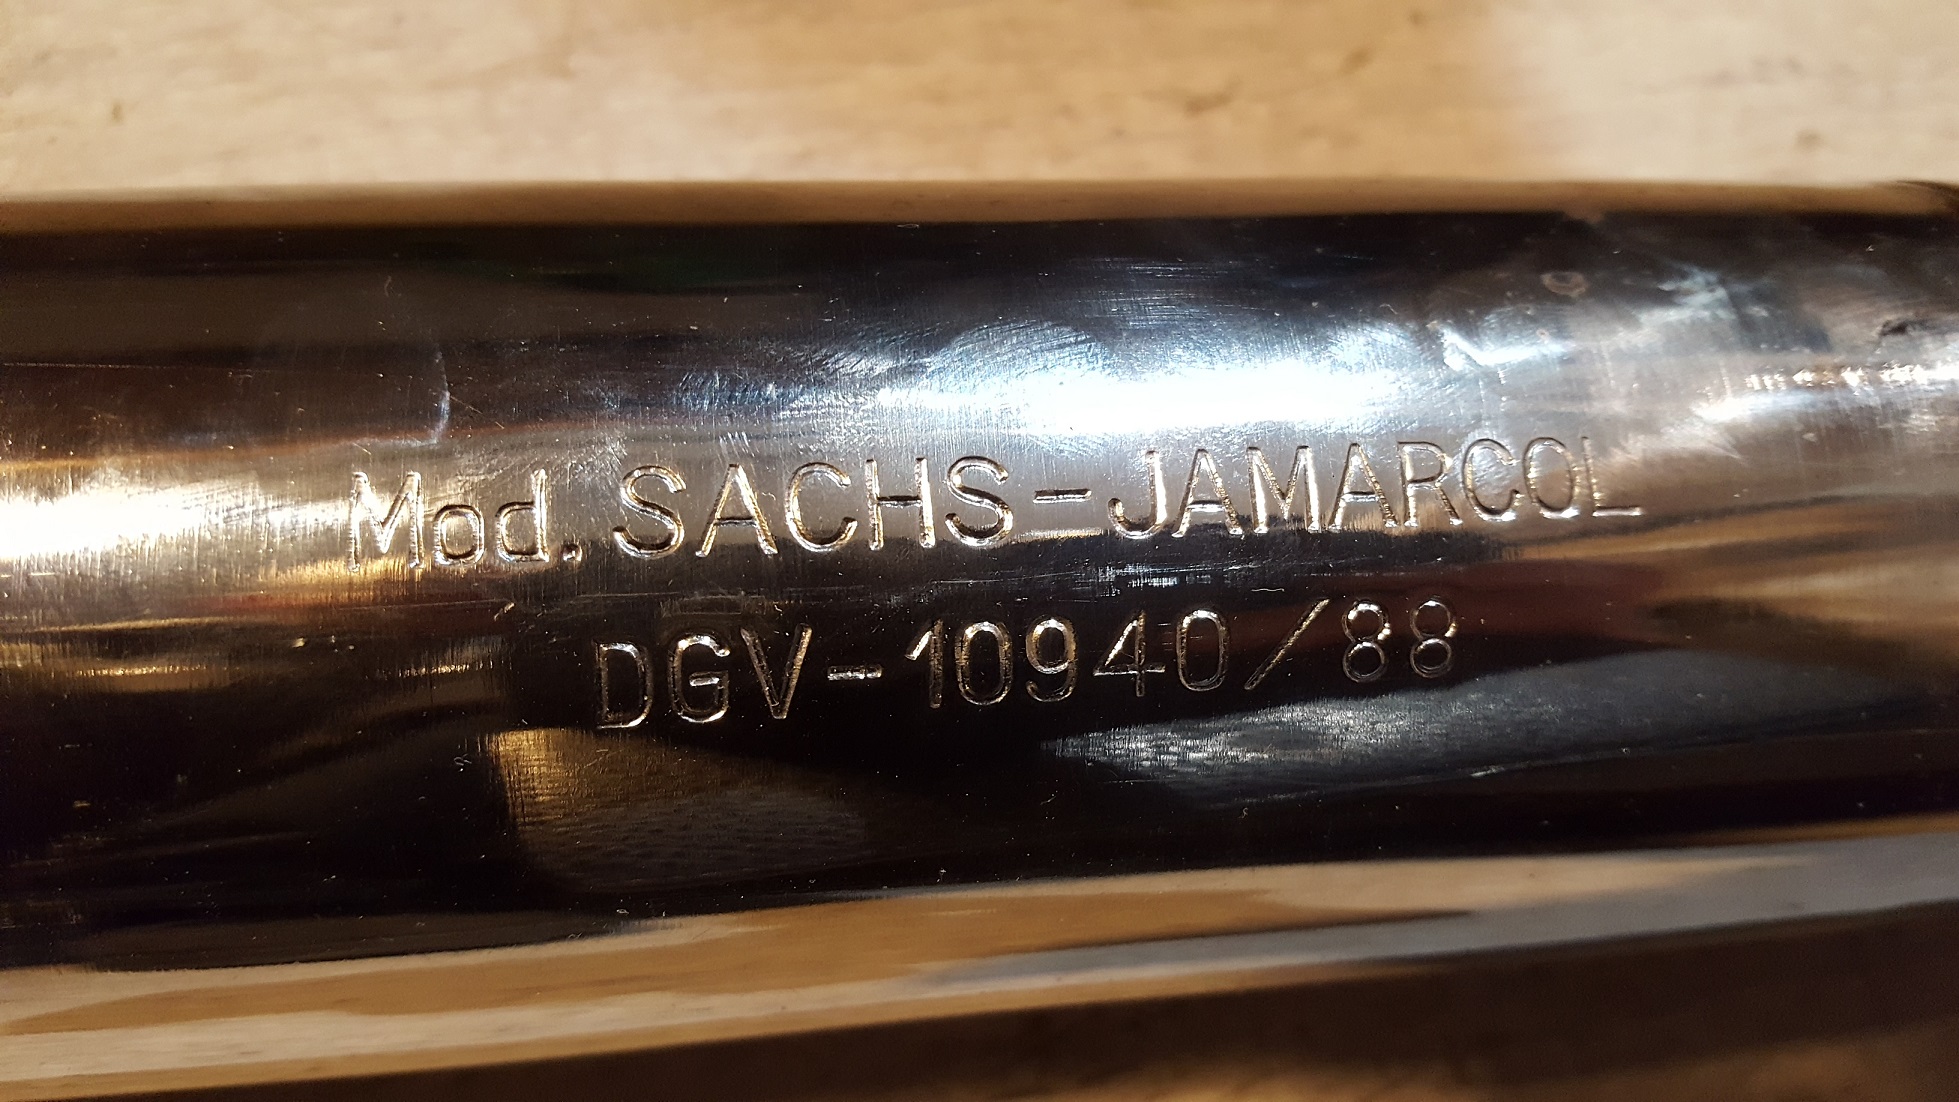 Mod. SACHS-JAMARCOL
DGV-10940/88